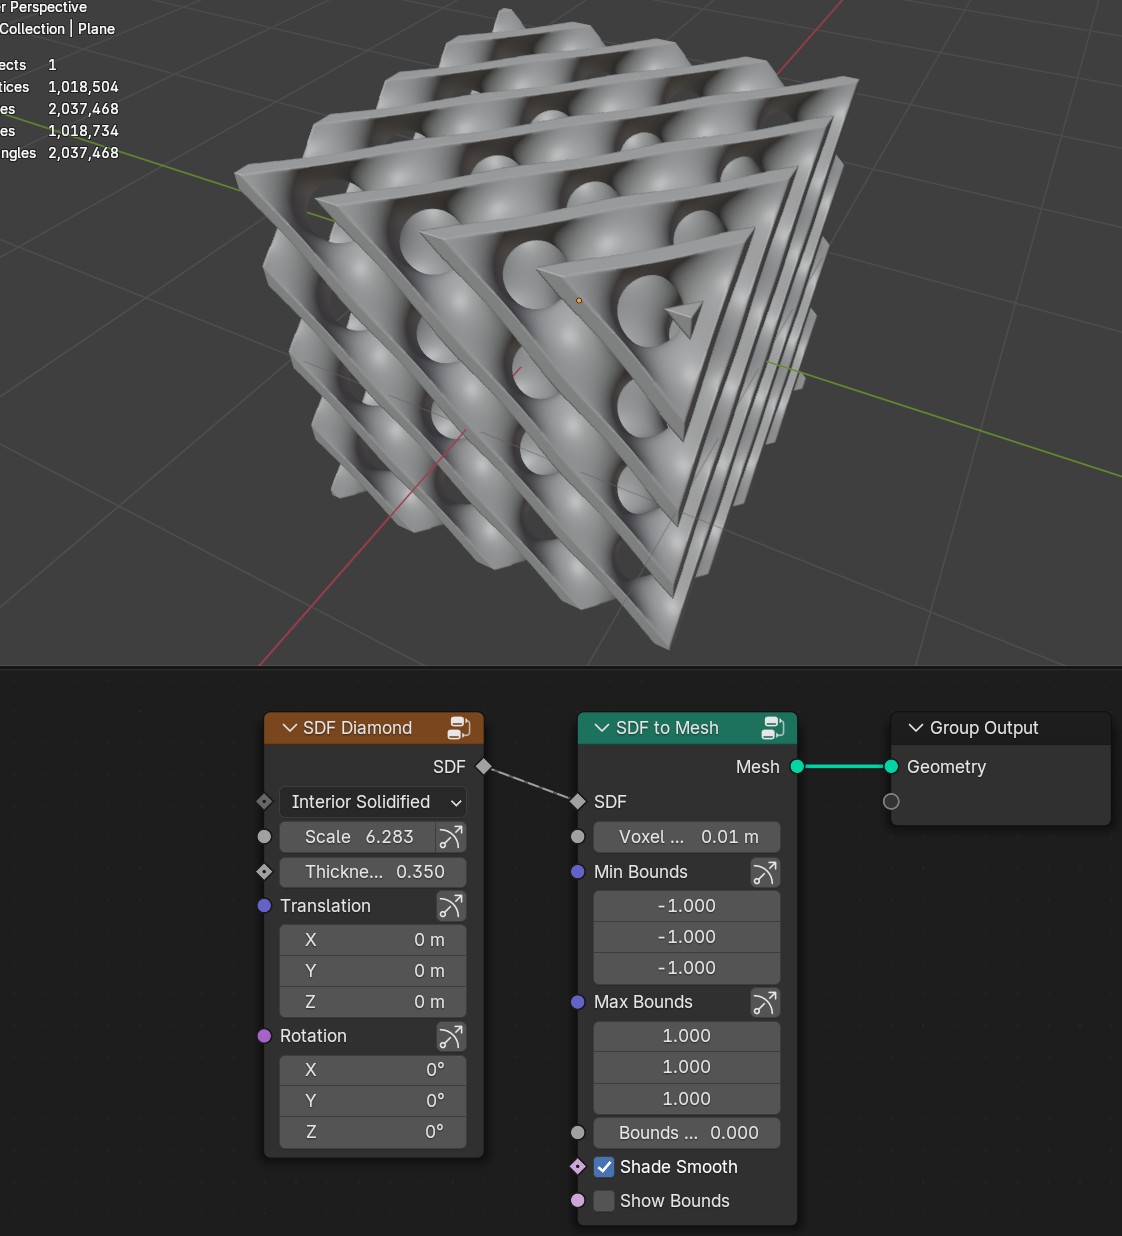 r Perspective
Collection | Plane
ects 1
tices 1,018,504
es 2,037,468
es 1,018,734
ngles 2,037,468
SDF Diamond
SDF
Interior Solidified
Scale 6.283
Thickne... 0.350
Translation
X 0 m
Y 0 m
Z 0 m
Rotation
X 0°
Y 0°
Z 0°
SDF to Mesh
Mesh
SDF
Voxel ... 0.01 m
Min Bounds
-1.000
-1.000
-1.000
Max Bounds
1.000
1.000
1.000
Bounds ... 0.000
Shade Smooth
Show Bounds
Group Output
Geometry